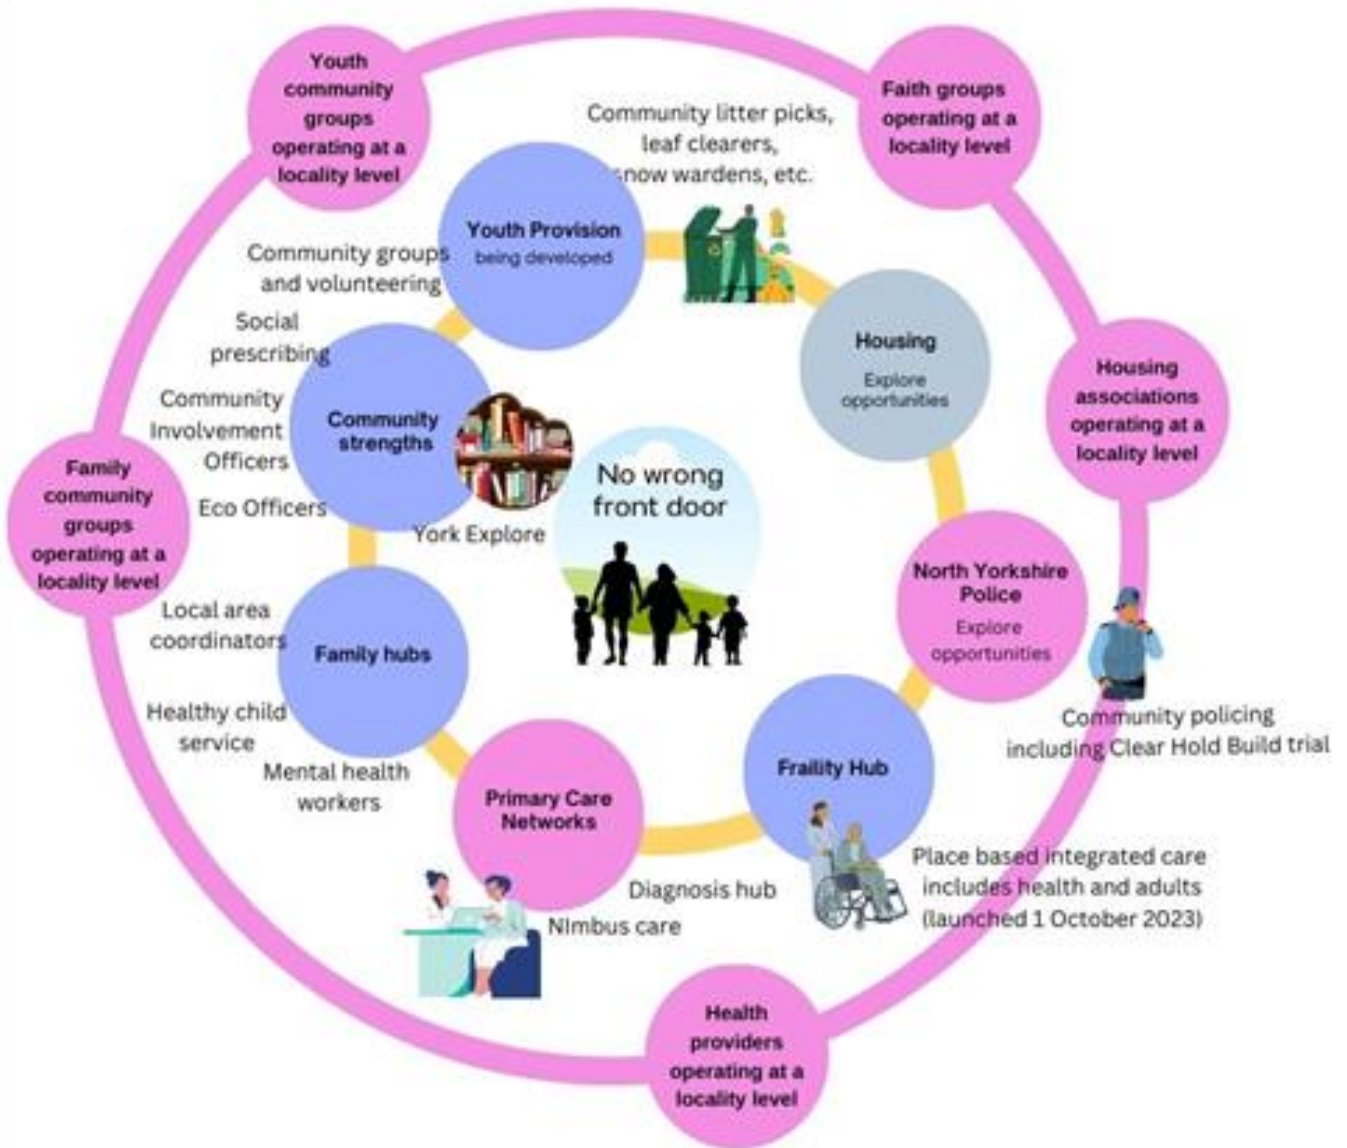 Youth
community
groups
operating at a
locality level
Faith groups
operating at a
locality level
Community litter picks,
leaf clearers,
snow wardens, etc.
Youth Provision
being developed
Community groups
and volunteering
Social
prescribing
Community
Involvement
Officers
Eco Officers
Community
strengths
York Explore
No wrong
front door
Housing
Explore
opportunities
Housing
associations
operating at a
locality level
Family
community
groups
operating at a
locality level
North Yorkshire
Police
Explore
opportunities
Local area
coordinators
Family hubs
Healthy child
service
Mental health
workers
Community policing
including Clear Hold Build trial
Primary Care
Networks
Fraility Hub
Diagnosis hub
NImbus care
Place based integrated care
includes health and adults
(launched 1 October 2023)
Health
providers
operating at a
locality level